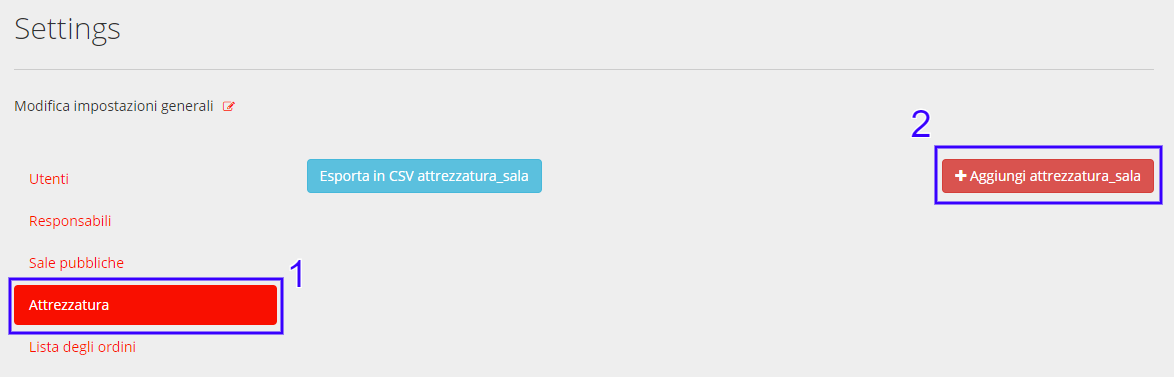 Settings
Modifica impostazioni generali
2
Utenti
Esporta in CSV attrezzatura_sala
Aggiungi attrezzatura_sala
Responsabili
Sale pubbliche
1
Attrezzatura
Lista degli ordini